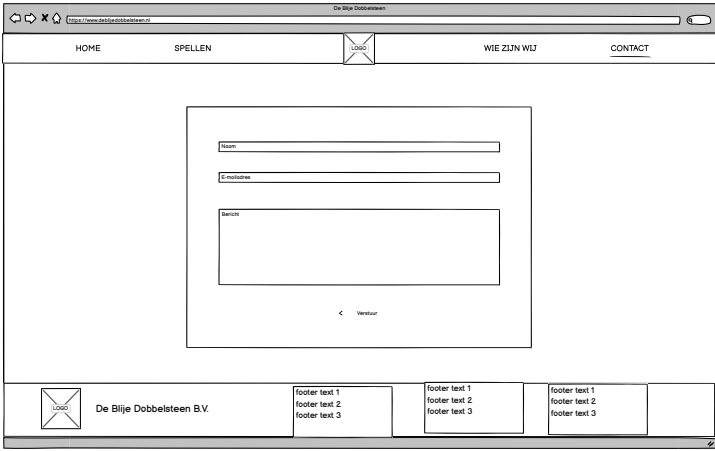 De Blije Dobbelsteen
https://www.deblijedobbelsteen.nl
HOME
SPELLEN
LOGO
WIE ZIJN WIJ
CONTACT
Naam
E-mailadres
Bericht
< Verstuur
LOGO
De Blije Dobbelsteen B.V.
footer text 1
footer text 2
footer text 3
footer text 1
footer text 2
footer text 3
footer text 1
footer text 2
footer text 3